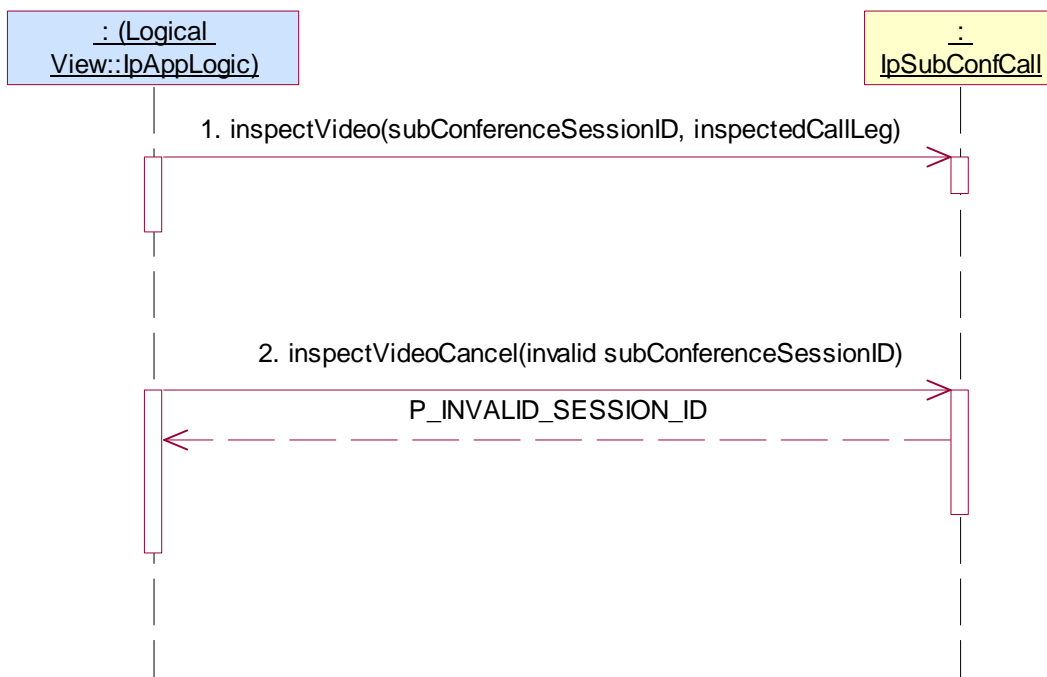 : (Logical
View::IpAppLogic)
:
IpSubConfCall
1. inspectVideo(subConferenceSessionID, inspectedCallLeg)
2. inspectVideoCancel(invalid subConferenceSessionID)
P_INVALID_SESSION_ID